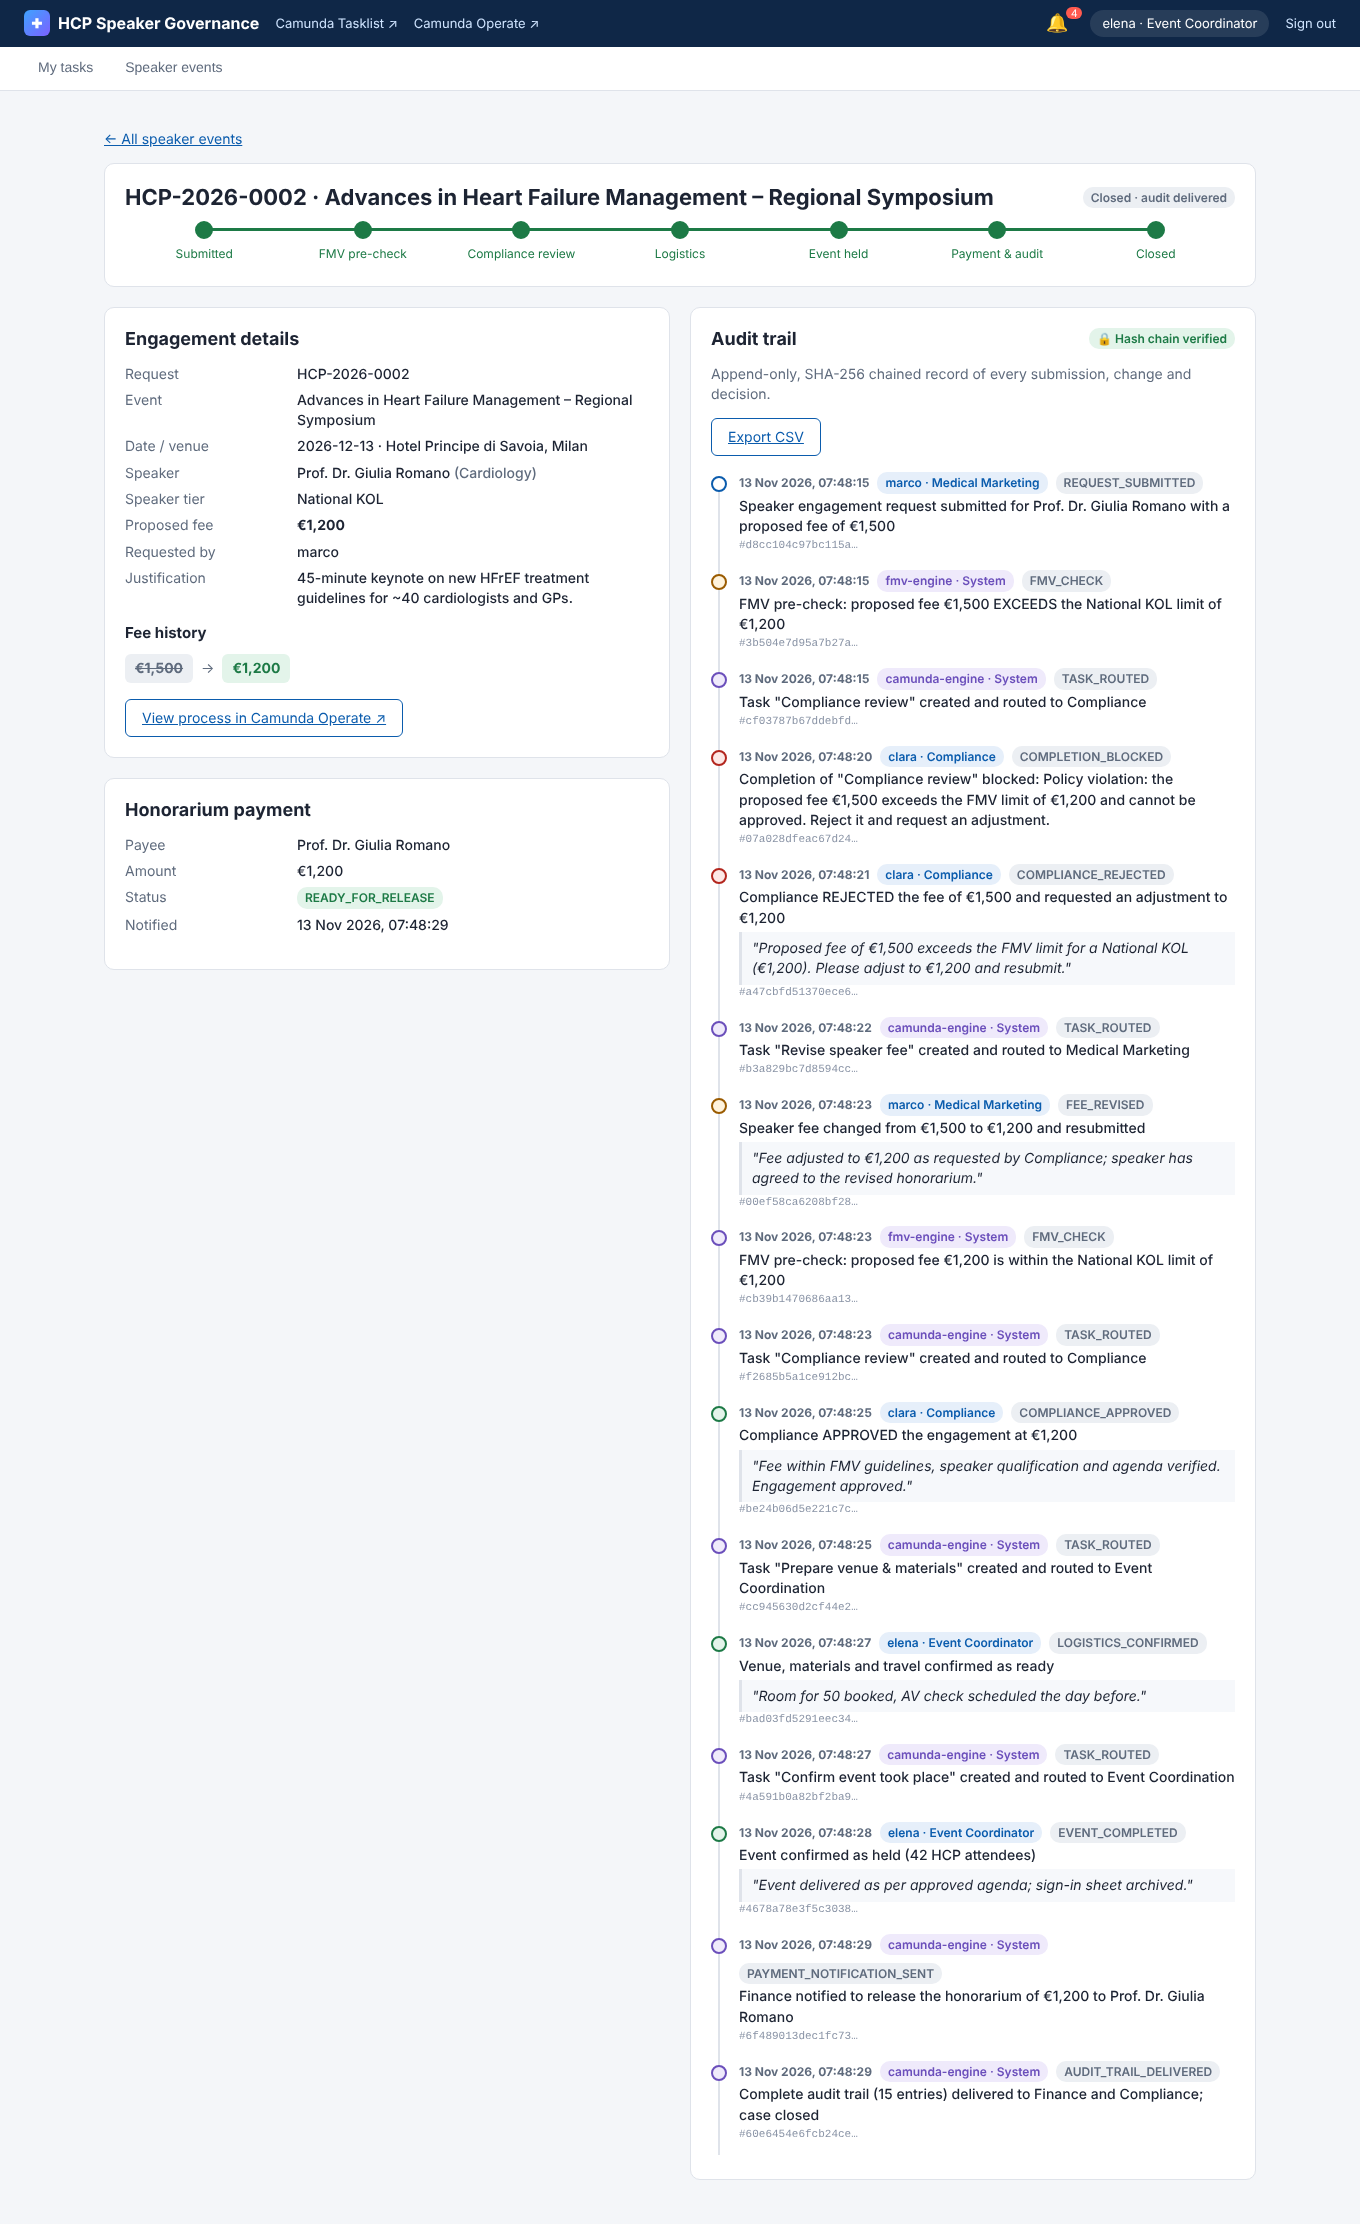 HCP Speaker Governance
Camunda Tasklist ↗
Camunda Operate ↗
4
elena · Event Coordinator
Sign out
My tasks
Speaker events
← All speaker events
HCP-2026-0002 · Advances in Heart Failure Management – Regional Symposium
Closed · audit delivered
Submitted
FMV pre-check
Compliance review
Logistics
Event held
Payment & audit
Closed
Engagement details
Request HCP-2026-0002
Event Advances in Heart Failure Management – Regional
Symposium
Date / venue 2026-12-13 · Hotel Principe di Savoia, Milan
Speaker Prof. Dr. Giulia Romano (Cardiology)
Speaker tier National KOL
Proposed fee €1,200
Requested by marco
Justification 45-minute keynote on new HFrEF treatment
guidelines for ~40 cardiologists and GPs.
Fee history
€1,500 → €1,200
View process in Camunda Operate ↗
Honorarium payment
Payee Prof. Dr. Giulia Romano
Amount €1,200
Status READY_FOR_RELEASE
Notified 13 Nov 2026, 07:48:29
Audit trail
🔒 Hash chain verified
Append-only, SHA-256 chained record of every submission, change and
decision.
Export CSV
13 Nov 2026, 07:48:15 marco · Medical Marketing REQUEST_SUBMITTED
Speaker engagement request submitted for Prof. Dr. Giulia Romano with a
proposed fee of €1,500
#d8cc104c97bc115a…
13 Nov 2026, 07:48:15 fmv-engine · System FMV_CHECK
FMV pre-check: proposed fee €1,500 EXCEEDS the National KOL limit of
€1,200
#3b504e7d95a7b27a…
13 Nov 2026, 07:48:15 camunda-engine · System TASK_ROUTED
Task "Compliance review" created and routed to Compliance
#cf03787b67ddebfd…
13 Nov 2026, 07:48:20 clara · Compliance COMPLETION_BLOCKED
Completion of "Compliance review" blocked: Policy violation: the
proposed fee €1,500 exceeds the FMV limit of €1,200 and cannot be
approved. Reject it and request an adjustment.
#07a028dfeac67d24…
13 Nov 2026, 07:48:21 clara · Compliance COMPLIANCE_REJECTED
Compliance REJECTED the fee of €1,500 and requested an adjustment to
€1,200
"Proposed fee of €1,500 exceeds the FMV limit for a National KOL
(€1,200). Please adjust to €1,200 and resubmit."
#a47cbfd51370ece6…
13 Nov 2026, 07:48:22 camunda-engine · System TASK_ROUTED
Task "Revise speaker fee" created and routed to Medical Marketing
#b3a829bc7d8594cc…
13 Nov 2026, 07:48:23 marco · Medical Marketing FEE_REVISED
Speaker fee changed from €1,500 to €1,200 and resubmitted
"Fee adjusted to €1,200 as requested by Compliance; speaker has
agreed to the revised honorarium."
#00ef58ca6208bf28…
13 Nov 2026, 07:48:23 fmv-engine · System FMV_CHECK
FMV pre-check: proposed fee €1,200 is within the National KOL limit of
€1,200
#cb39b1470686aa13…
13 Nov 2026, 07:48:23 camunda-engine · System TASK_ROUTED
Task "Compliance review" created and routed to Compliance
#f2685b5a1ce912bc…
13 Nov 2026, 07:48:25 clara · Compliance COMPLIANCE_APPROVED
Compliance APPROVED the engagement at €1,200
"Fee within FMV guidelines, speaker qualification and agenda verified.
Engagement approved."
#be24b06d5e221c7c…
13 Nov 2026, 07:48:25 camunda-engine · System TASK_ROUTED
Task "Prepare venue & materials" created and routed to Event
Coordination
#cc945630d2cf44e2…
13 Nov 2026, 07:48:27 elena · Event Coordinator LOGISTICS_CONFIRMED
Venue, materials and travel confirmed as ready
"Room for 50 booked, AV check scheduled the day before."
#bad03fd5291eec34…
13 Nov 2026, 07:48:27 camunda-engine · System TASK_ROUTED
Task "Confirm event took place" created and routed to Event Coordination
#4a591b0a82bf2ba9…
13 Nov 2026, 07:48:28 elena · Event Coordinator EVENT_COMPLETED
Event confirmed as held (42 HCP attendees)
"Event delivered as per approved agenda; sign-in sheet archived."
#4678a78e3f5c3038…
13 Nov 2026, 07:48:29 camunda-engine · System
PAYMENT_NOTIFICATION_SENT
Finance notified to release the honorarium of €1,200 to Prof. Dr. Giulia
Romano
#6f489013dec1fc73…
13 Nov 2026, 07:48:29 camunda-engine · System AUDIT_TRAIL_DELIVERED
Complete audit trail (15 entries) delivered to Finance and Compliance;
case closed
#60e6454e6fcb24ce…